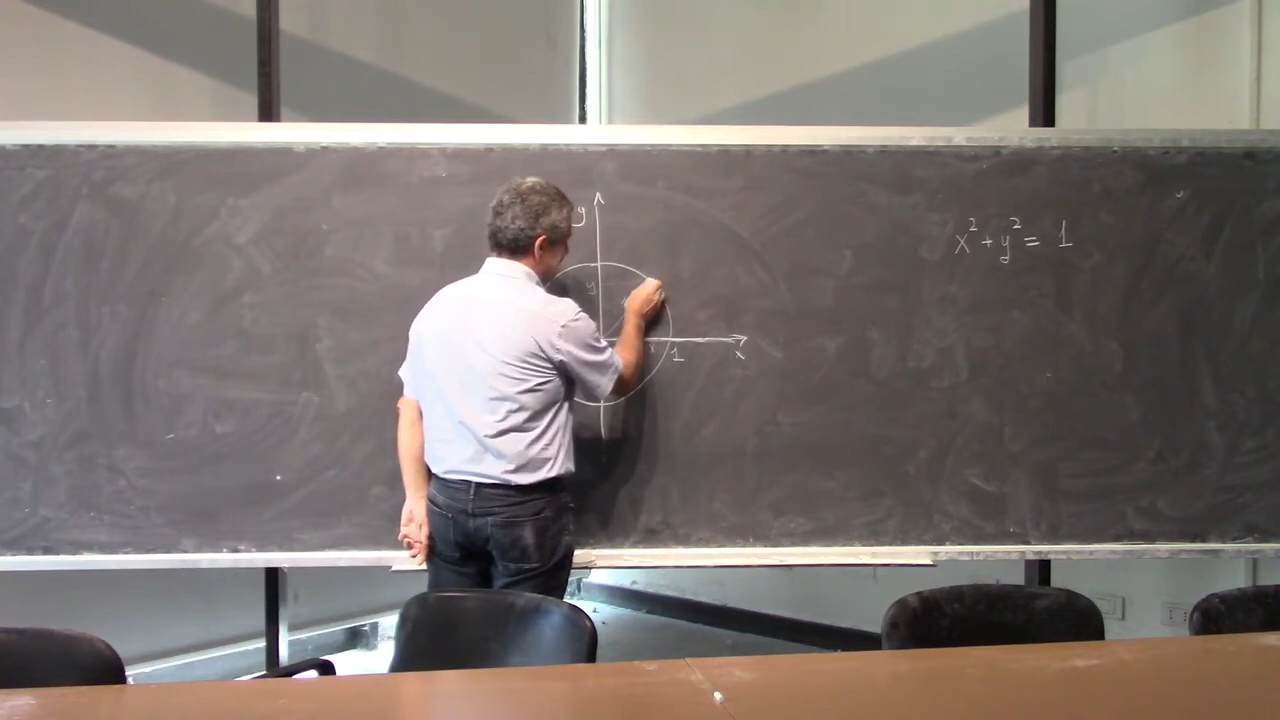 y
x² + y² = 1
y
x
1
x